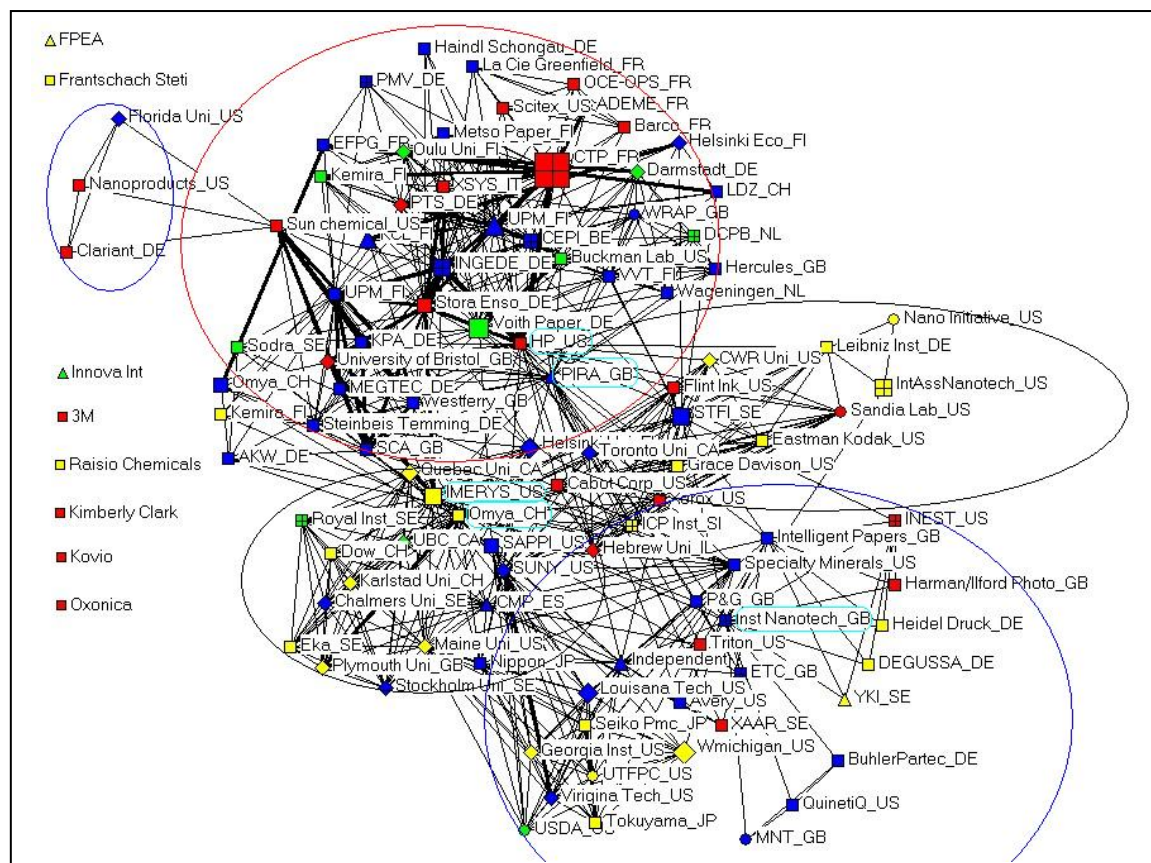 FPEA
Frantschach Steti
Haindl Schongau_DE
La Cie Greenfield_FR
PMV_DE
OCE-OPS_FR
Scitex_US
ADEME_FR
Florida Uni_US
Metso Paper_FI
Barco_FR
EFPG_FR
Oulu Uni_FI
Helsinki Eco_FI
CTP_FR
Kemira_FI
XSYS_IT
Darmstadt_DE
Nanoproducts_US
PTS_DE
LDZ_CH
Sun chemical_US
UPM_FI
WRAP_GB
KCL_FI
CEPI_BE
DCPB_NL
Clariant_DE
INGEDE_DE
Buckman Lab_US
VVT_FI
Hercules_GB
UPM_FI
Wageningen_NL
Stora Enso_DE
Voith Paper_DE
Nano Initiative_US
Sodra_SE
KPA_DE
HP_US
Leibniz Inst_DE
University of Bristol_GB
CWR Uni_US
Innova Int
Omya_CH
MEGTEC_DE
PIRA_GB
Flint Ink_US
IntAssNanotech_US
Westferry_GB
3M
Kemira_FI
Steinbeis Temming_DE
STFI_SE
Sandia Lab_US
Eastman Kodak_US
AKW_DE
SCA_GB
Helsink
Toronto Uni_CA
Raisio Chemicals
Quebec Uni_CA
Grace Davison_US
IMERYS_US
Cabot Corp_US
Xerox_US
Kimberly Clark
Royal Inst_SE
Omya_CH
ICP Inst_SI
INEST_US
UBC_CA
SAPPI_US
Intelligent Papers_GB
Kovio
Dow_CH
Hebrew Uni_IL
SUNY_US
Specialty Minerals_US
Karlstad Uni_CH
Harman/Ilford Photo_GB
Oxonica
Chalmers Uni_SE
CMP_ES
P&G_GB
Inst Nanotech_GB
Heidel Druck_DE
Eka_SE
Maine Uni_US
Triton_US
Plymouth Uni_GB
Nippon_JP
Independent
ETC_GB
DEGUSSA_DE
Stockholm Uni_SE
Louisana Tech_US
Avery_US
YKI_SE
Seiko Pmc_JP
XAAR_SE
Georgia Inst_US
Wmichigan_US
BuhlerPartec_DE
UTFPC_US
Virigina Tech_US
QuinetiQ_US
USDA_US
Tokuyama_JP
MNT_GB